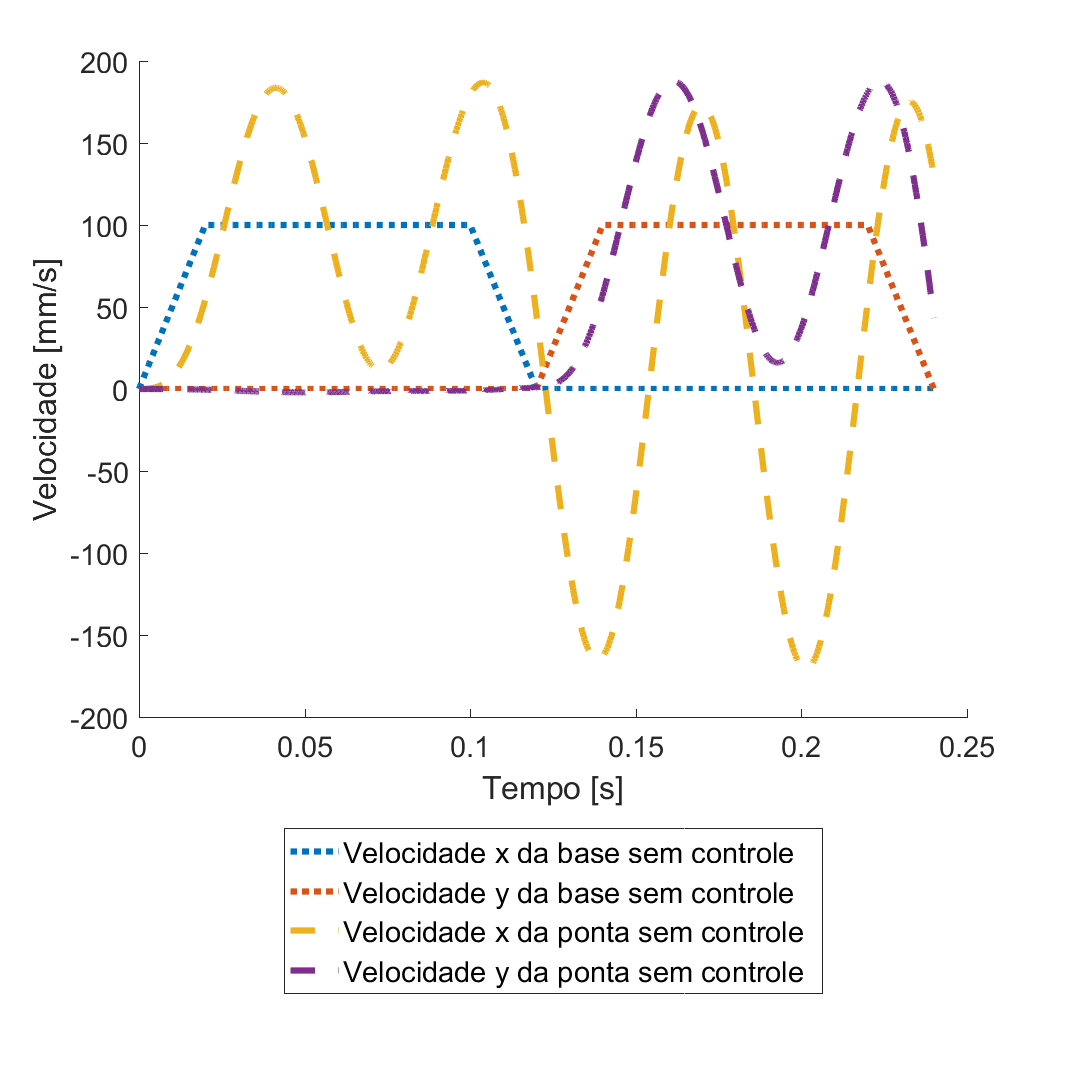 200
150
100
50
0
-50
-100
-150
-200
Velocidade [mm/s]
0 0.05 0.1 0.15 0.2 0.25
Tempo [s]
Velocidade x da base sem controle
Velocidade y da base sem controle
Velocidade x da ponta sem controle
Velocidade y da ponta sem controle